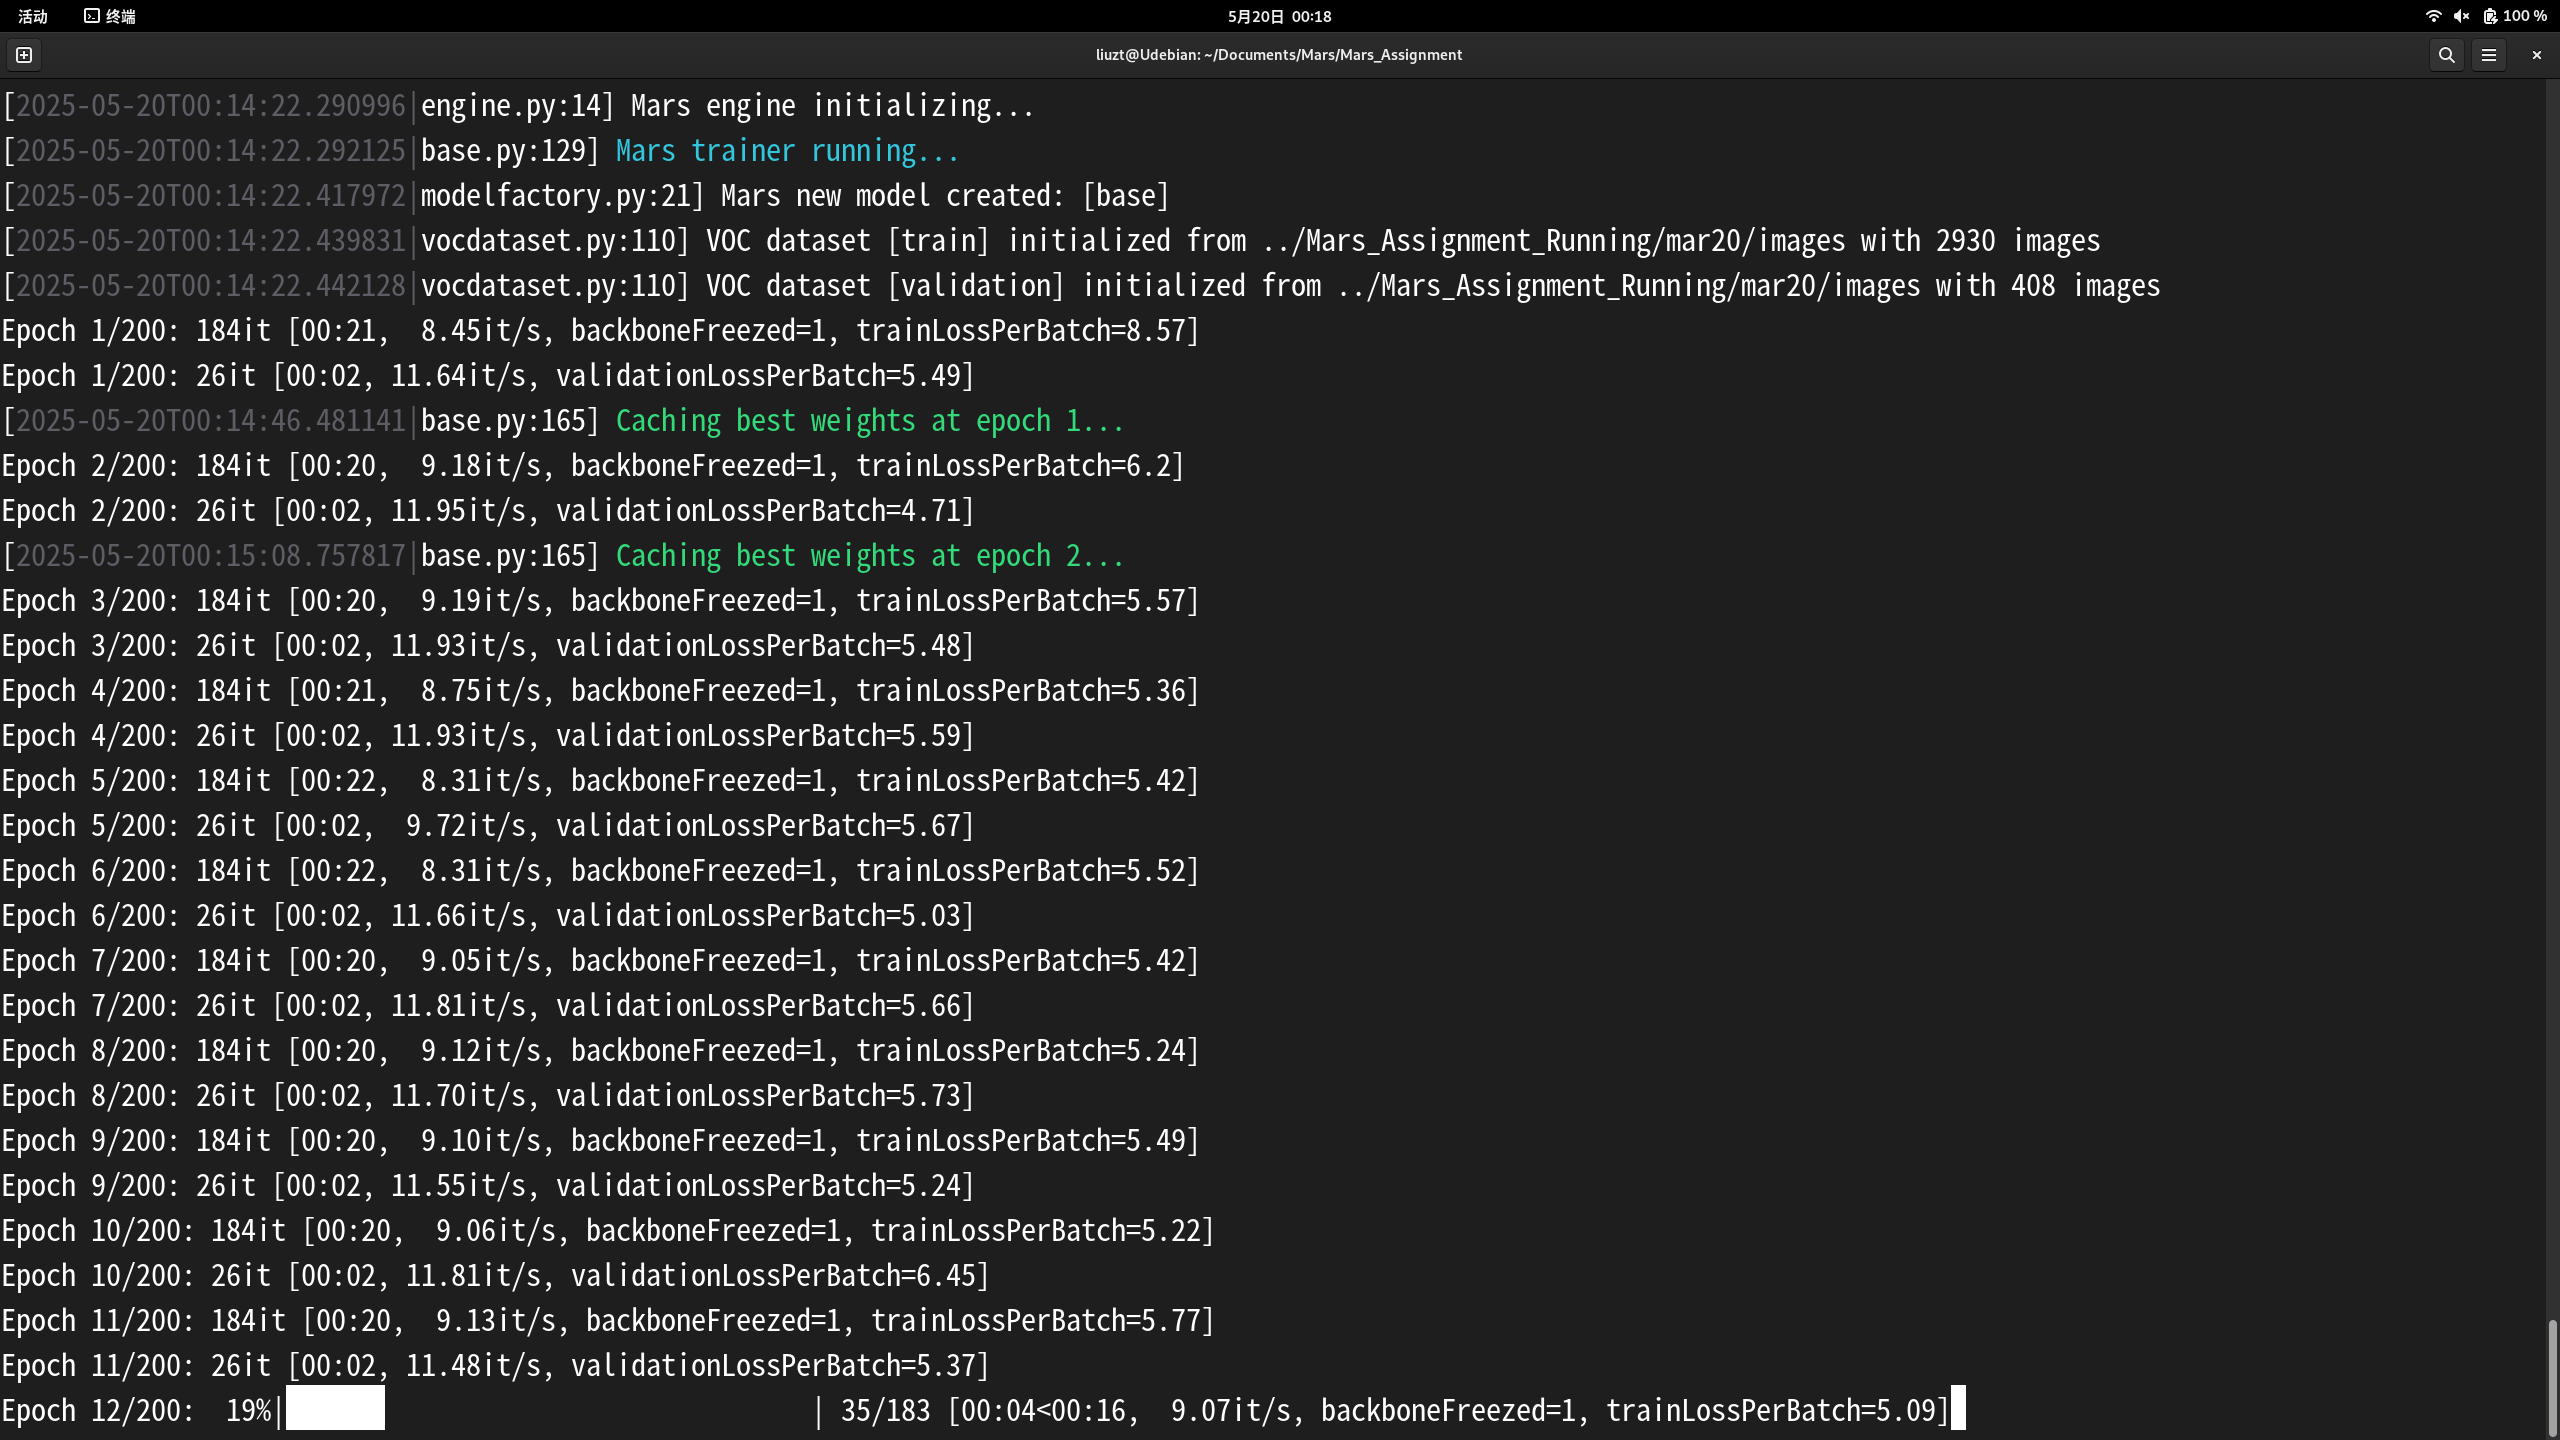 活动 终端 5月20日 00:18 100 %
liuzt@Udebian: ~/Documents/Mars/Mars_Assignment
[2025-05-20T00:14:22.290996|engine.py:14] Mars engine initializing...
[2025-05-20T00:14:22.292125|base.py:129] Mars trainer running...
[2025-05-20T00:14:22.417972|modelfactory.py:21] Mars new model created: [base]
[2025-05-20T00:14:22.439831|vocdataset.py:110] VOC dataset [train] initialized from ../Mars_Assignment_Running/mar20/images with 2930 images
[2025-05-20T00:14:22.442128|vocdataset.py:110] VOC dataset [validation] initialized from ../Mars_Assignment_Running/mar20/images with 408 images
Epoch 1/200: 184it [00:21,  8.45it/s, backboneFreezed=1, trainLossPerBatch=8.57]
Epoch 1/200: 26it [00:02, 11.64it/s, validationLossPerBatch=5.49]
[2025-05-20T00:14:46.481141|base.py:165] Caching best weights at epoch 1...
Epoch 2/200: 184it [00:20,  9.18it/s, backboneFreezed=1, trainLossPerBatch=6.2]
Epoch 2/200: 26it [00:02, 11.95it/s, validationLossPerBatch=4.71]
[2025-05-20T00:15:08.757817|base.py:165] Caching best weights at epoch 2...
Epoch 3/200: 184it [00:20,  9.19it/s, backboneFreezed=1, trainLossPerBatch=5.57]
Epoch 3/200: 26it [00:02, 11.93it/s, validationLossPerBatch=5.48]
Epoch 4/200: 184it [00:21,  8.75it/s, backboneFreezed=1, trainLossPerBatch=5.36]
Epoch 4/200: 26it [00:02, 11.93it/s, validationLossPerBatch=5.59]
Epoch 5/200: 184it [00:22,  8.31it/s, backboneFreezed=1, trainLossPerBatch=5.42]
Epoch 5/200: 26it [00:02,  9.72it/s, validationLossPerBatch=5.67]
Epoch 6/200: 184it [00:22,  8.31it/s, backboneFreezed=1, trainLossPerBatch=5.52]
Epoch 6/200: 26it [00:02, 11.66it/s, validationLossPerBatch=5.03]
Epoch 7/200: 184it [00:20,  9.05it/s, backboneFreezed=1, trainLossPerBatch=5.42]
Epoch 7/200: 26it [00:02, 11.81it/s, validationLossPerBatch=5.66]
Epoch 8/200: 184it [00:20,  9.12it/s, backboneFreezed=1, trainLossPerBatch=5.24]
Epoch 8/200: 26it [00:02, 11.70it/s, validationLossPerBatch=5.73]
Epoch 9/200: 184it [00:20,  9.10it/s, backboneFreezed=1, trainLossPerBatch=5.49]
Epoch 9/200: 26it [00:02, 11.55it/s, validationLossPerBatch=5.24]
Epoch 10/200: 184it [00:20,  9.06it/s, backboneFreezed=1, trainLossPerBatch=5.22]
Epoch 10/200: 26it [00:02, 11.81it/s, validationLossPerBatch=6.45]
Epoch 11/200: 184it [00:20,  9.13it/s, backboneFreezed=1, trainLossPerBatch=5.77]
Epoch 11/200: 26it [00:02, 11.48it/s, validationLossPerBatch=5.37]
Epoch 12/200:  19%| | 35/183 [00:04<00:16,  9.07it/s, backboneFreezed=1, trainLossPerBatch=5.09]